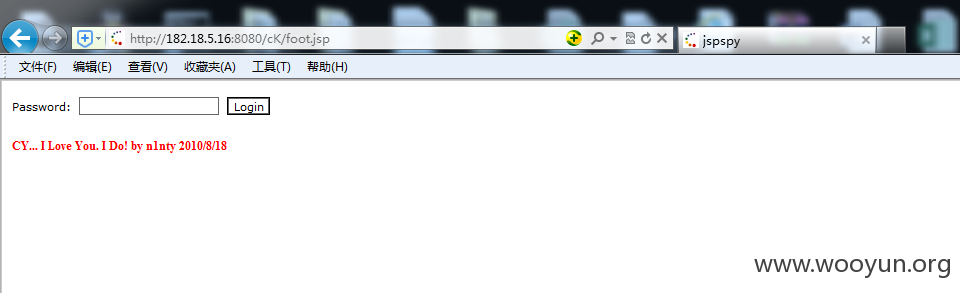 http://182.18.5.16:8080/cK/foot.jsp
jspspy
文件(F) 编辑(E) 查看(V) 收藏夹(A) 工具(T) 帮助(H)
Password:
Login
CY... I Love You. I Do! by n1nty 2010/8/18
www.wooyun.org